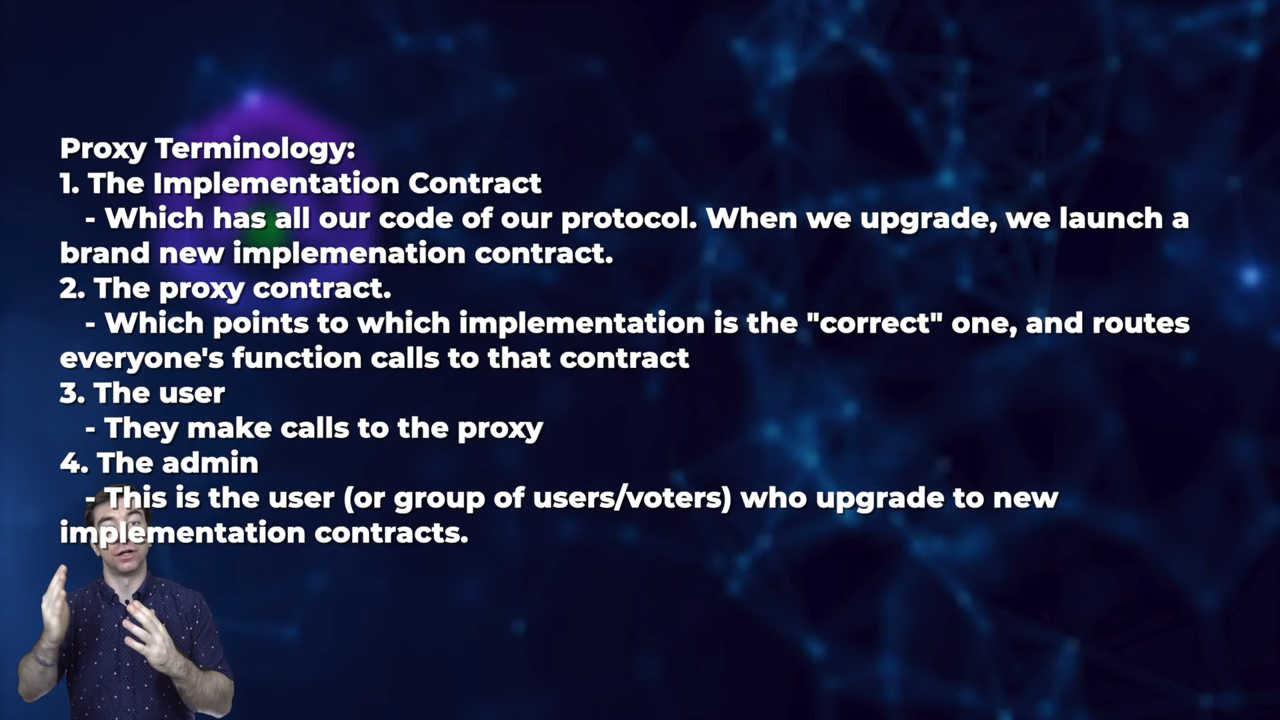 Proxy Terminology:
1. The Implementation Contract
- Which has all our code of our protocol. When we upgrade, we launch a
brand new implemenation contract.
2. The proxy contract.
- Which points to which implementation is the "correct" one, and routes
everyone's function calls to that contract
3. The user
- They make calls to the proxy
4. The admin
- This is the user (or group of users/voters) who upgrade to new
implementation contracts.